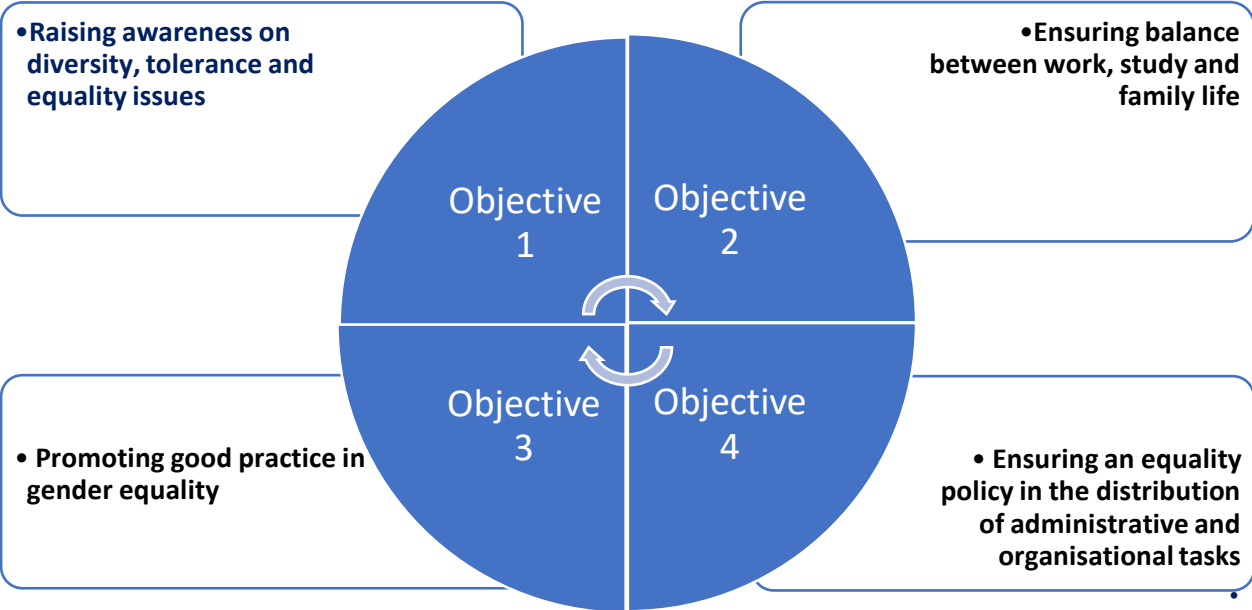 •Raising awareness on
diversity, tolerance and
equality issues
•Ensuring balance
between work, study and
family life
Objective
1
Objective
2
Objective
3
Objective
4
• Promoting good practice in
gender equality
• Ensuring an equality
policy in the distribution
of administrative and
organisational tasks
•